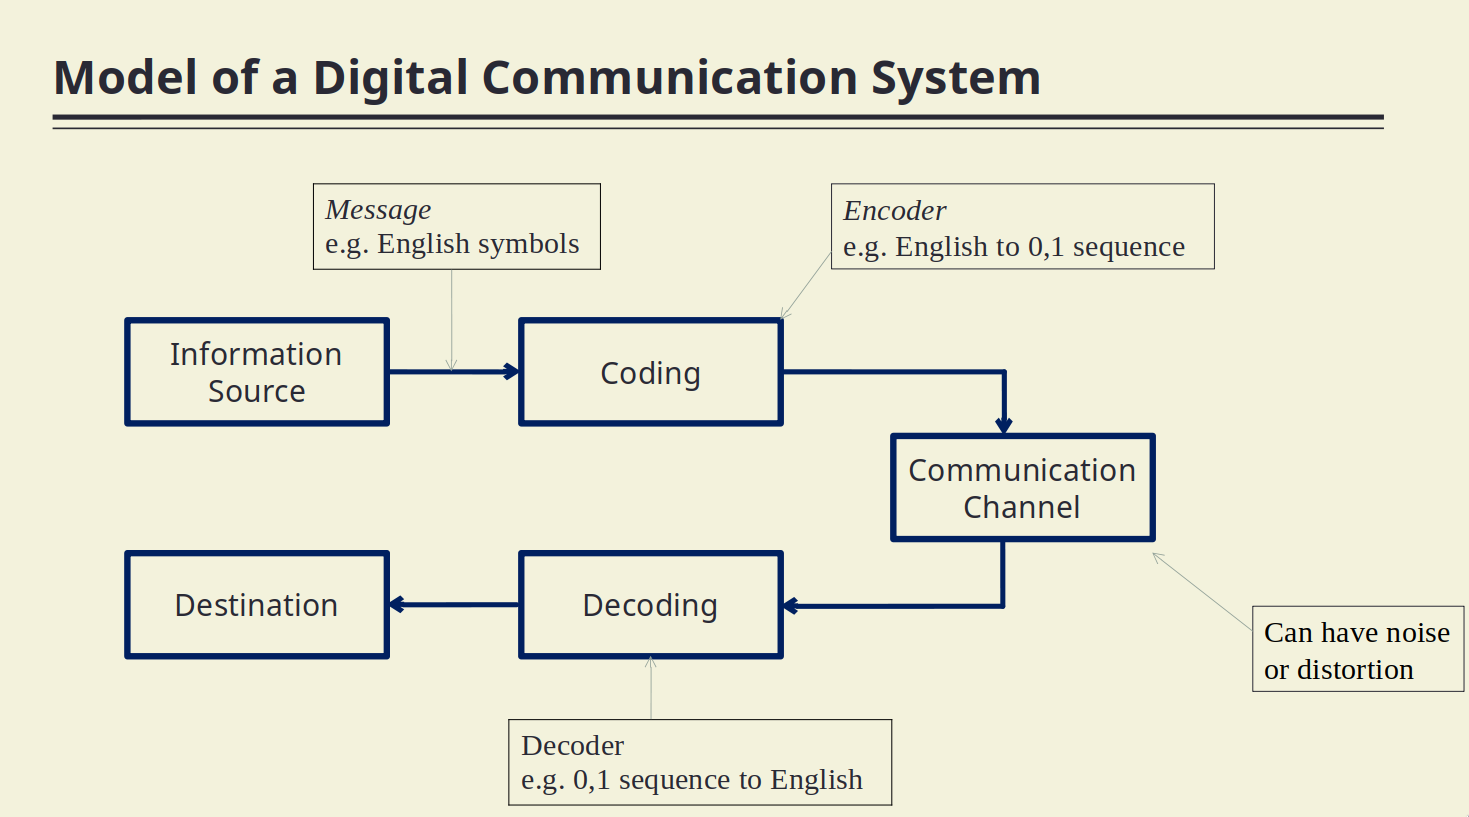 Model of a Digital Communication System
Message
e.g. English symbols
Encoder
e.g. English to 0,1 sequence
Information
Source
Coding
Communication
Channel
Destination
Decoding
Can have noise
or distortion
Decoder
e.g. 0,1 sequence to English